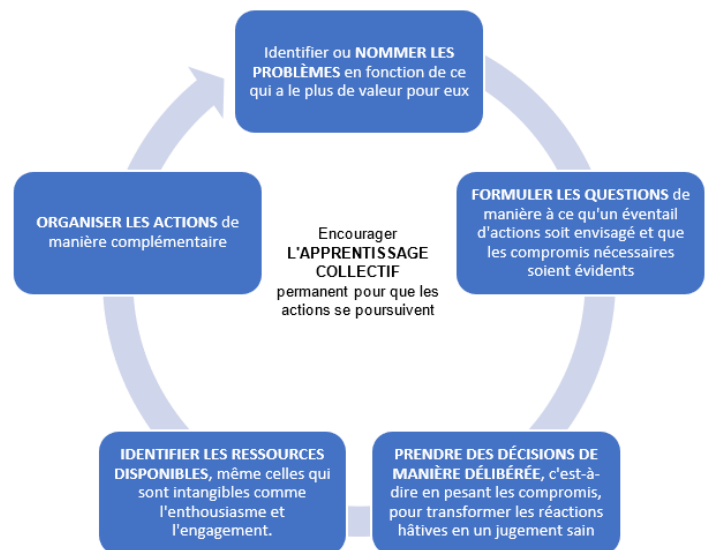 Identifier ou NOMMER LES
PROBLÈMES en fonction de ce
qui a le plus de valeur pour eux
FORMULER LES QUESTIONS de
manière à ce qu'un éventail
d'actions soit envisagé et que
les compromis nécessaires
soient évidents
PRENDRE DES DÉCISIONS DE
MANIÈRE DÉLIBÉRÉE, c'est-à-
dire en pesant les compromis,
pour transformer les réactions
hâtives en un jugement sain
IDENTIFIER LES RESSOURCES
DISPONIBLES, même celles qui
sont intangibles comme
l'enthousiasme et
l'engagement.
ORGANISER LES ACTIONS de
manière complémentaire
Encourager
L'APPRENTISSAGE
COLLECTIF
permanent pour que les
actions se poursuivent